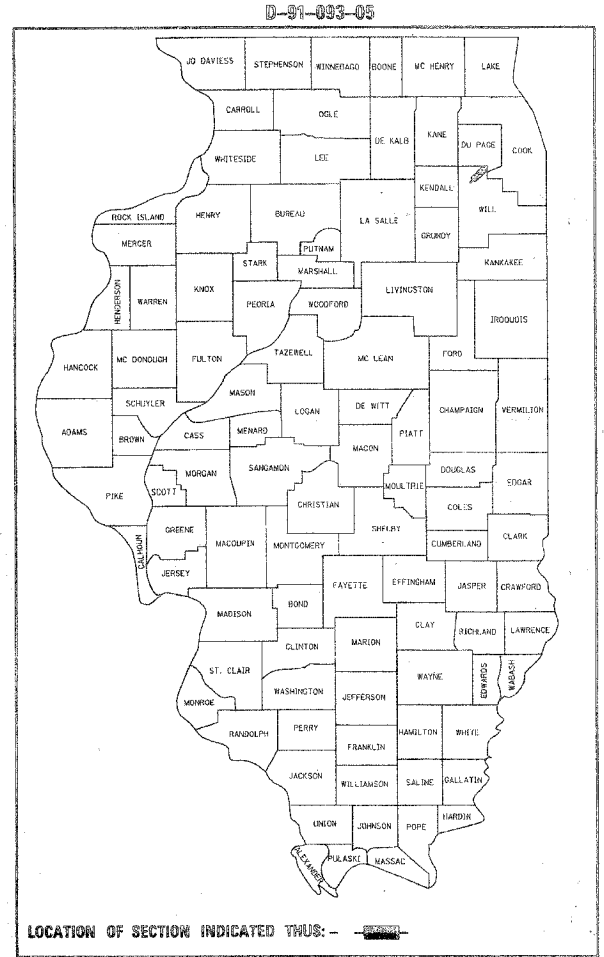 D-91-093-05
JO DAVIESS STEPHENSON WINNEBAGO BOONE MC HENRY LAKE
CARROLL OGLE DE KALB KANE DU PAGE COOK
WHITESIDE LEE
KENDALL WILL
ROCK ISLAND HENRY BUREAU LA SALLE GRUNDY
MERCER PUTNAM
STARK MARSHALL KANKAKEE
HENDERSON WARREN KNOX PEORIA WOODFORD LIVINGSTON IROQUOIS
HANCOCK MC DONOUGH FULTON TAZEWELL MC LEAN FORD
SCHUYLER MASON LOGAN DE WITT CHAMPAIGN VERMILION
ADAMS BROWN CASS MENARD PIATT
MACON
PIKE SCOTT MORGAN SANGAMON DOUGLAS EDGAR
CHRISTIAN MOULTRIE COLES
CALHOUN GREENE MACOUPIN MONTGOMERY SHELBY CUMBERLAND CLARK
JERSEY FAYETTE EFFINGHAM JASPER CRAWFORD
MADISON BOND
CLAY RICHLAND LAWRENCE
CLINTON MARION
ST. CLAIR WAYNE EDWARDS WABASH
WASHINGTON JEFFERSON
MONROE
RANDOLPH PERRY HAMILTON WHITE
FRANKLIN
JACKSON WILLIAMSON SALINE GALLATIN
UNION JOHNSON POPE HARDIN
ALEXANDER PULASKI MASSAC
LOCATION OF SECTION INDICATED THUS: - -